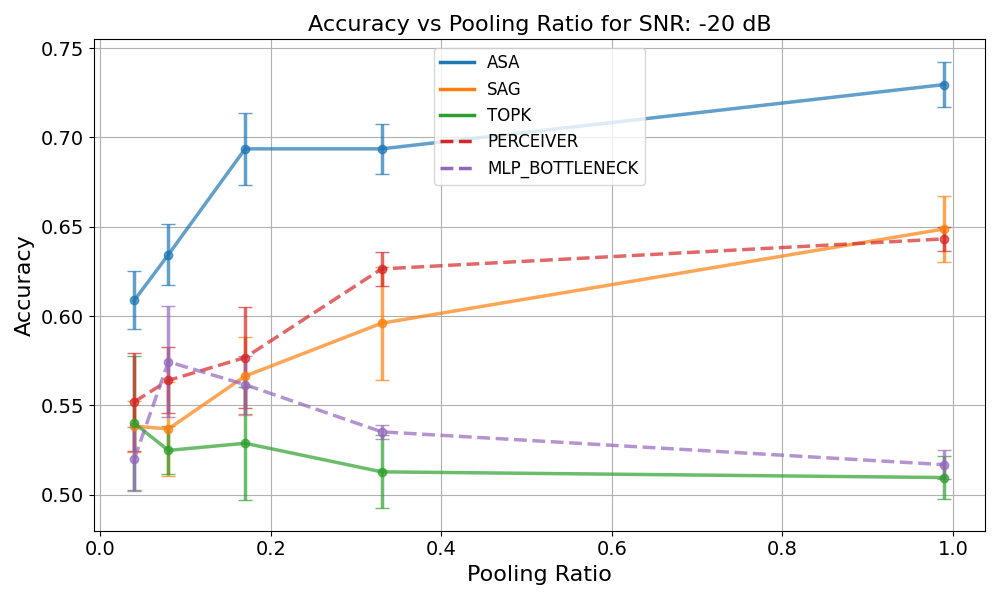 Accuracy vs Pooling Ratio for SNR: -20 dB
ASA
SAG
TOPK
PERCEIVER
MLP_BOTTLENECK
Accuracy
0.75
0.70
0.65
0.60
0.55
0.50
0.0 0.2 0.4 0.6 0.8 1.0
Pooling Ratio